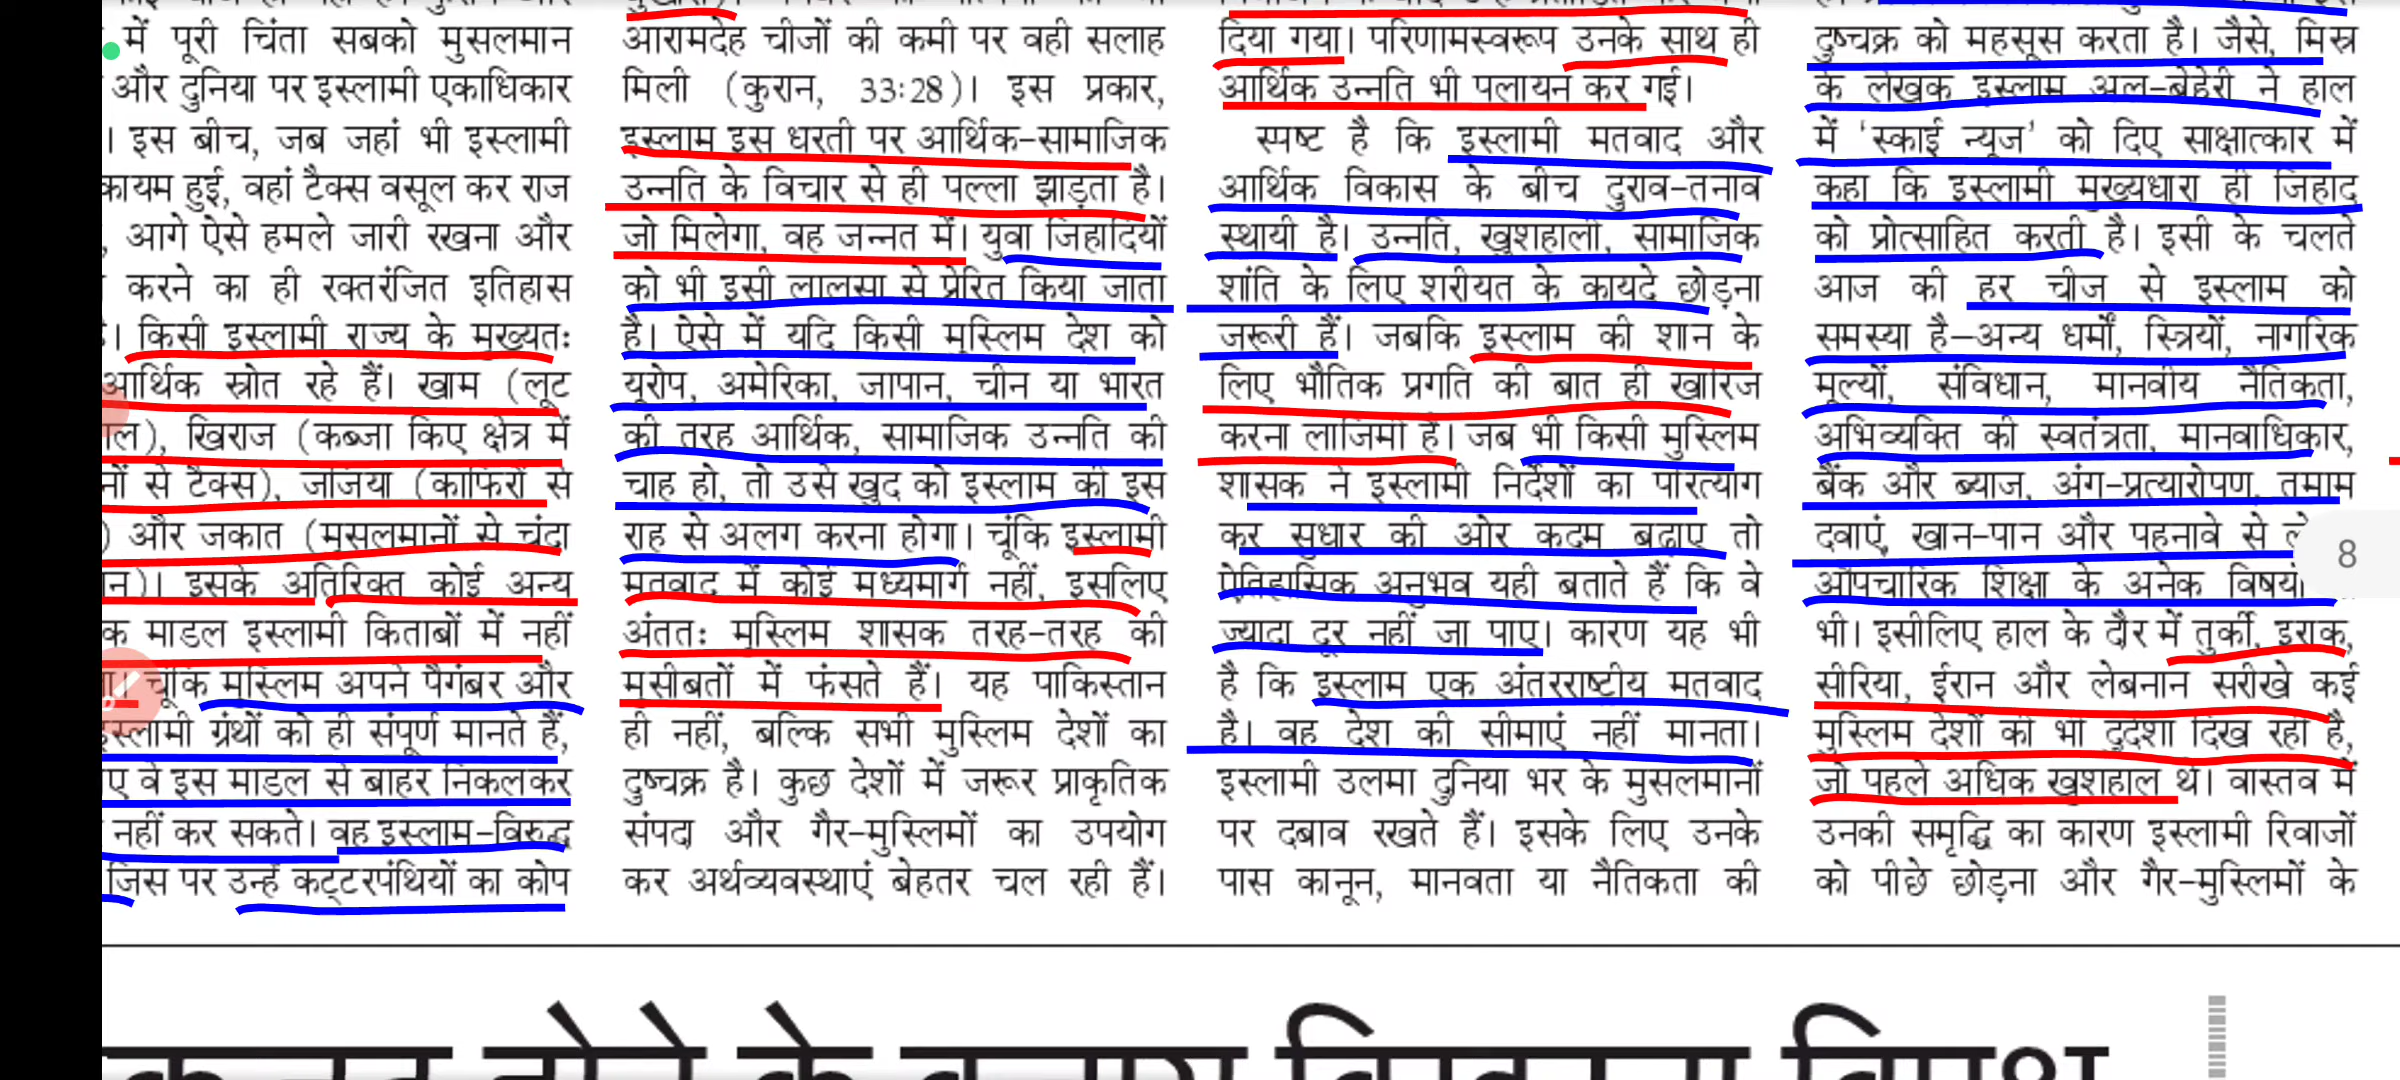 में पूरी चिंता सबको मुसलमान
और दुनिया पर इस्लामी एकाधिकार
। इस बीच, जब जहां भी इस्लामी
कायम हुई, वहां टैक्स वसूल कर राज
, आगे ऐसे हमले जारी रखना और
करने का ही रक्तरंजित इतिहास
। किसी इस्लामी राज्य के मुख्यतः
आर्थिक स्रोत रहे हैं। खाम (लूट
ल), खिराज (कब्जा किए क्षेत्र में
नों से टैक्स), जजिया (काफिरों से
) और जकात (मुसलमानों से चंदा
न)। इसके अतिरिक्त कोई अन्य
क माडल इस्लामी किताबों में नहीं
चूंकि मुस्लिम अपने पैगंबर और
इस्लामी ग्रंथों को ही संपूर्ण मानते हैं,
ए वे इस माडल से बाहर निकलकर
नहीं कर सकते। वह इस्लाम-विरुद्ध
जिस पर उन्हें कट्टरपंथियों का कोप
आरामदेह चीजों की कमी पर वही सलाह
मिली (कुरान, 33:28)। इस प्रकार,
इस्लाम इस धरती पर आर्थिक-सामाजिक
उन्नति के विचार से ही पल्ला झाड़ता है।
जो मिलेगा, वह जन्नत में। युवा जिहादियों
को भी इसी लालसा से प्रेरित किया जाता
है। ऐसे में यदि किसी मुस्लिम देश को
यूरोप, अमेरिका, जापान, चीन या भारत
की तरह आर्थिक, सामाजिक उन्नति की
चाह हो, तो उसे खुद को इस्लाम की इस
राह से अलग करना होगा। चूंकि इस्लामी
मतवाद में कोई मध्यमार्ग नहीं, इसलिए
अंततः मुस्लिम शासक तरह-तरह की
मुसीबतों में फंसते हैं। यह पाकिस्तान
ही नहीं, बल्कि सभी मुस्लिम देशों का
दुष्चक्र है। कुछ देशों में जरूर प्राकृतिक
संपदा और गैर-मुस्लिमों का उपयोग
कर अर्थव्यवस्थाएं बेहतर चल रही हैं।
दिया गया। परिणामस्वरूप उनके साथ ही
आर्थिक उन्नति भी पलायन कर गई।
स्पष्ट है कि इस्लामी मतवाद और
आर्थिक विकास के बीच दुराव-तनाव
स्थायी है। उन्नति, खुशहाली, सामाजिक
शांति के लिए शरीयत के कायदे छोड़ना
जरूरी हैं। जबकि इस्लाम की शान के
लिए भौतिक प्रगति की बात ही खारिज
करना लाजिमी है। जब भी किसी मुस्लिम
शासक ने इस्लामी निर्देशों का परित्याग
कर सुधार की ओर कदम बढ़ाए तो
ऐतिहासिक अनुभव यही बताते हैं कि वे
ज्यादा दूर नहीं जा पाए। कारण यह भी
है कि इस्लाम एक अंतरराष्ट्रीय मतवाद
है। वह देश की सीमाएं नहीं मानता।
इस्लामी उलमा दुनिया भर के मुसलमानों
पर दबाव रखते हैं। इसके लिए उनके
पास कानून, मानवता या नैतिकता की
दुष्चक्र को महसूस करता है। जैसे, मिस्र
के लेखक इस्लाम अल-बेहेरी ने हाल
में ‘स्काई न्यूज’ को दिए साक्षात्कार में
कहा कि इस्लामी मुख्यधारा ही जिहाद
को प्रोत्साहित करती है। इसी के चलते
आज की हर चीज से इस्लाम को
समस्या है–अन्य धर्मों, स्त्रियों, नागरिक
मूल्यों, संविधान, मानवीय नैतिकता,
अभिव्यक्ति की स्वतंत्रता, मानवाधिकार,
बैंक और ब्याज, अंग-प्रत्यारोपण, तमाम
दवाएं, खान-पान और पहनावे से
औपचारिक शिक्षा के अनेक
भी। इसीलिए हाल के दौर में तुर्की, इराक,
सीरिया, ईरान और लेबनान सरीखे कई
मुस्लिम देशों की भी दुर्दशा दिख रही है,
जो पहले अधिक खुशहाल थे। वास्तव में
उनकी समृद्धि का कारण इस्लामी रिवाजों
को पीछे छोड़ना और गैर-मुस्लिमों के
8